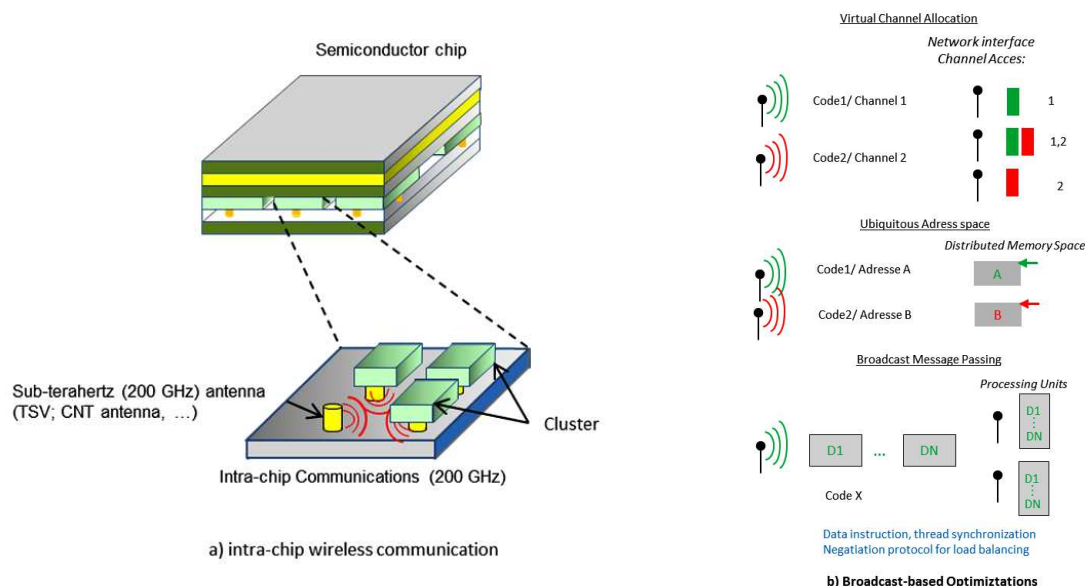 Semiconductor chip
Sub-terahertz (200 GHz) antenna
(TSV; CNT antenna, …)
Cluster
Intra-chip Communications (200 GHz)
a) intra-chip wireless communication
Virtual Channel Allocation
Network interface
Channel Acces:
Code1/ Channel 1
1
1,2
Code2/ Channel 2
2
Ubiquitous Adress space
Distributed Memory Space
Code1/ Adresse A
A
Code2/ Adresse B
B
Broadcast Message Passing
Processing Units
D1
⋮
DN
D1 ... DN
Code X
D1
⋮
DN
Data instruction, thread synchronization
Negatiation protocol for load balancing
b) Broadcast-based Optimiztations